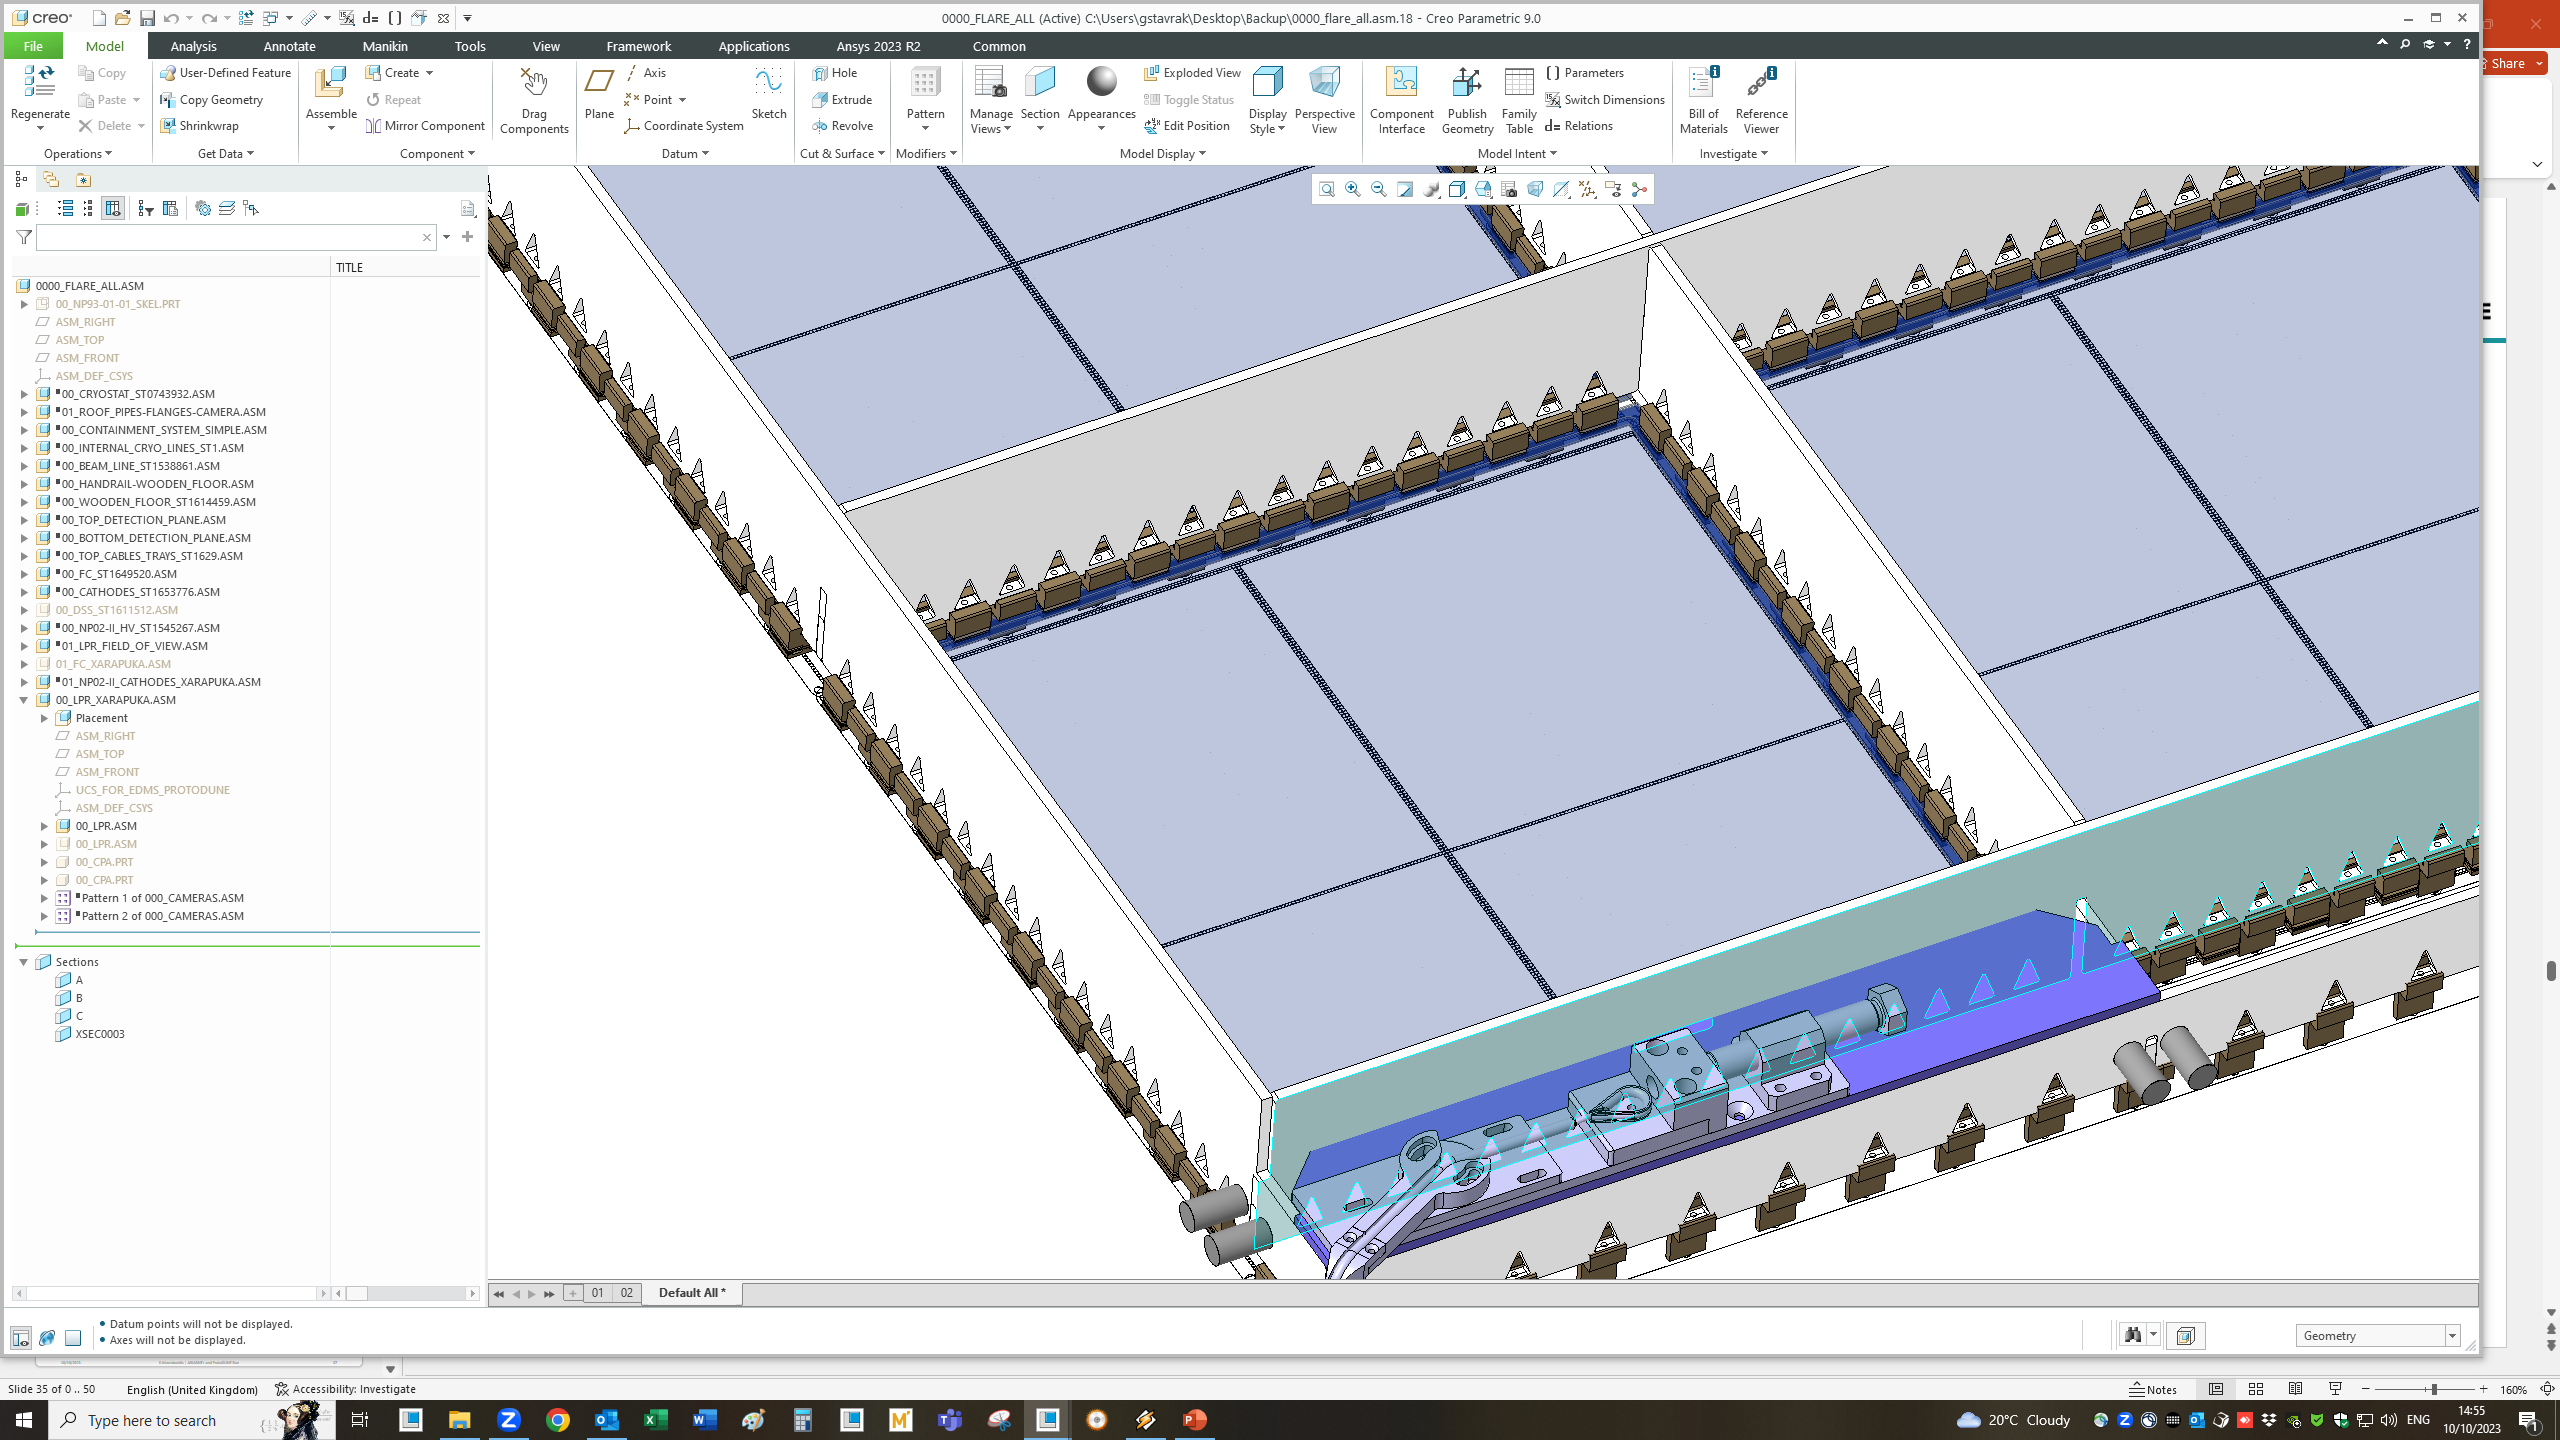 creo
0000_FLARE_ALL (Active) C:\Users\gstavrak\Desktop\Backup\0000_flare_all.asm.18 - Creo Parametric 9.0
File Model Analysis Annotate Manikin Tools View Framework Applications Ansys 2023 R2 Common
Share
Regenerate
Copy
Paste
Delete
Operations
User-Defined Feature
Copy Geometry
Shrinkwrap
Get Data
Assemble
Create
Repeat
Mirror Component
Component
Drag Components
Plane
Axis
Point
Coordinate System
Sketch
Datum
Hole
Extrude
Revolve
Cut & Surface
Pattern
Modifiers
Manage Views
Section
Appearances
Exploded View
Toggle Status
Edit Position
Display Style
Perspective View
Model Display
Component Interface
Publish Geometry
Family Table
Parameters
Switch Dimensions
d= Relations
Model Intent
Bill of Materials
Reference Viewer
Investigate
TITLE
0000_FLARE_ALL.ASM
00_NP93-01-01_SKEL.PRT
ASM_RIGHT
ASM_TOP
ASM_FRONT
ASM_DEF_CSYS
00_CRYOSTAT_ST0743932.ASM
01_ROOF_PIPES-FLANGES-CAMERA.ASM
00_CONTAINMENT_SYSTEM_SIMPLE.ASM
00_INTERNAL_CRYO_LINES_ST1.ASM
00_BEAM_LINE_ST1538861.ASM
00_HANDRAIL-WOODEN_FLOOR.ASM
00_WOODEN_FLOOR_ST1614459.ASM
00_TOP_DETECTION_PLANE.ASM
00_BOTTOM_DETECTION_PLANE.ASM
00_TOP_CABLES_TRAYS_ST1629.ASM
00_FC_ST1649520.ASM
00_CATHODES_ST1653776.ASM
00_DSS_ST1611512.ASM
00_NP02-II_HV_ST1545267.ASM
01_LPR_FIELD_OF_VIEW.ASM
01_FC_XARAPUKA.ASM
01_NP02-II_CATHODES_XARAPUKA.ASM
00_LPR_XARAPUKA.ASM
Placement
ASM_RIGHT
ASM_TOP
ASM_FRONT
UCS_FOR_EDMS_PROTODUNE
ASM_DEF_CSYS
00_LPR.ASM
00_LPR.ASM
00_CPA.PRT
00_CPA.PRT
Pattern 1 of 000_CAMERAS.ASM
Pattern 2 of 000_CAMERAS.ASM
Sections
A
B
C
XSEC0003
01 02 Default All *
• Datum points will not be displayed.
• Axes will not be displayed.
Geometry
Slide 35 of 0 .. 50 English (United Kingdom) Accessibility: Investigate
Notes
160%
Type here to search
20°C Cloudy
ENG
14:55
10/10/2023